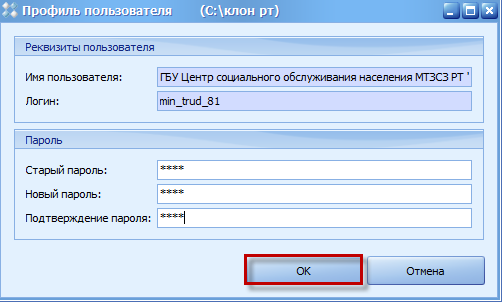 Профиль пользователя (C:\клон рт)
Реквизиты пользователя
Имя пользователя: ГБУ Центр социального обслуживания населения МТЗСЗ РТ "
Логин: min_trud_81
Пароль
Старый пароль: ****
Новый пароль: ****
Подтверждение пароля: ****
ОК Отмена